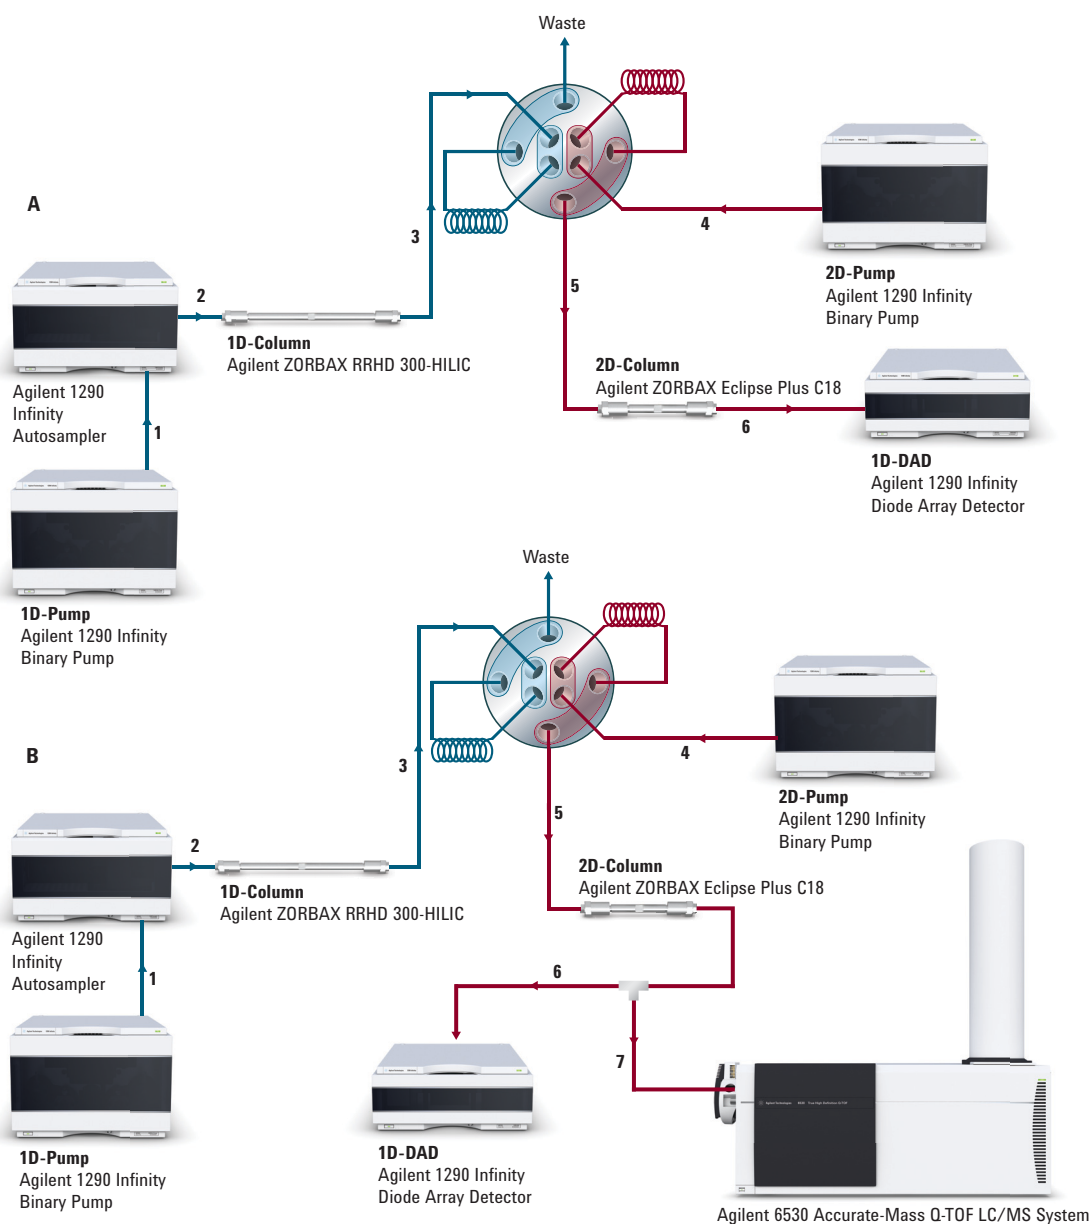 Waste
A
3
4
2D-Pump
Agilent 1290 Infinity
Binary Pump
2
5
1D-Column
Agilent ZORBAX RRHD 300-HILIC
2D-Column
Agilent ZORBAX Eclipse Plus C18
6
Agilent 1290
Infinity
Autosampler
1
1D-DAD
Agilent 1290 Infinity
Diode Array Detector
1D-Pump
Agilent 1290 Infinity
Binary Pump
Waste
B
3
4
2D-Pump
Agilent 1290 Infinity
Binary Pump
2
5
1D-Column
Agilent ZORBAX RRHD 300-HILIC
2D-Column
Agilent ZORBAX Eclipse Plus C18
Agilent 1290
Infinity
Autosampler
1
6
7
1D-DAD
Agilent 1290 Infinity
Diode Array Detector
1D-Pump
Agilent 1290 Infinity
Binary Pump
Agilent 6530 Accurate-Mass Q-TOF LC/MS System